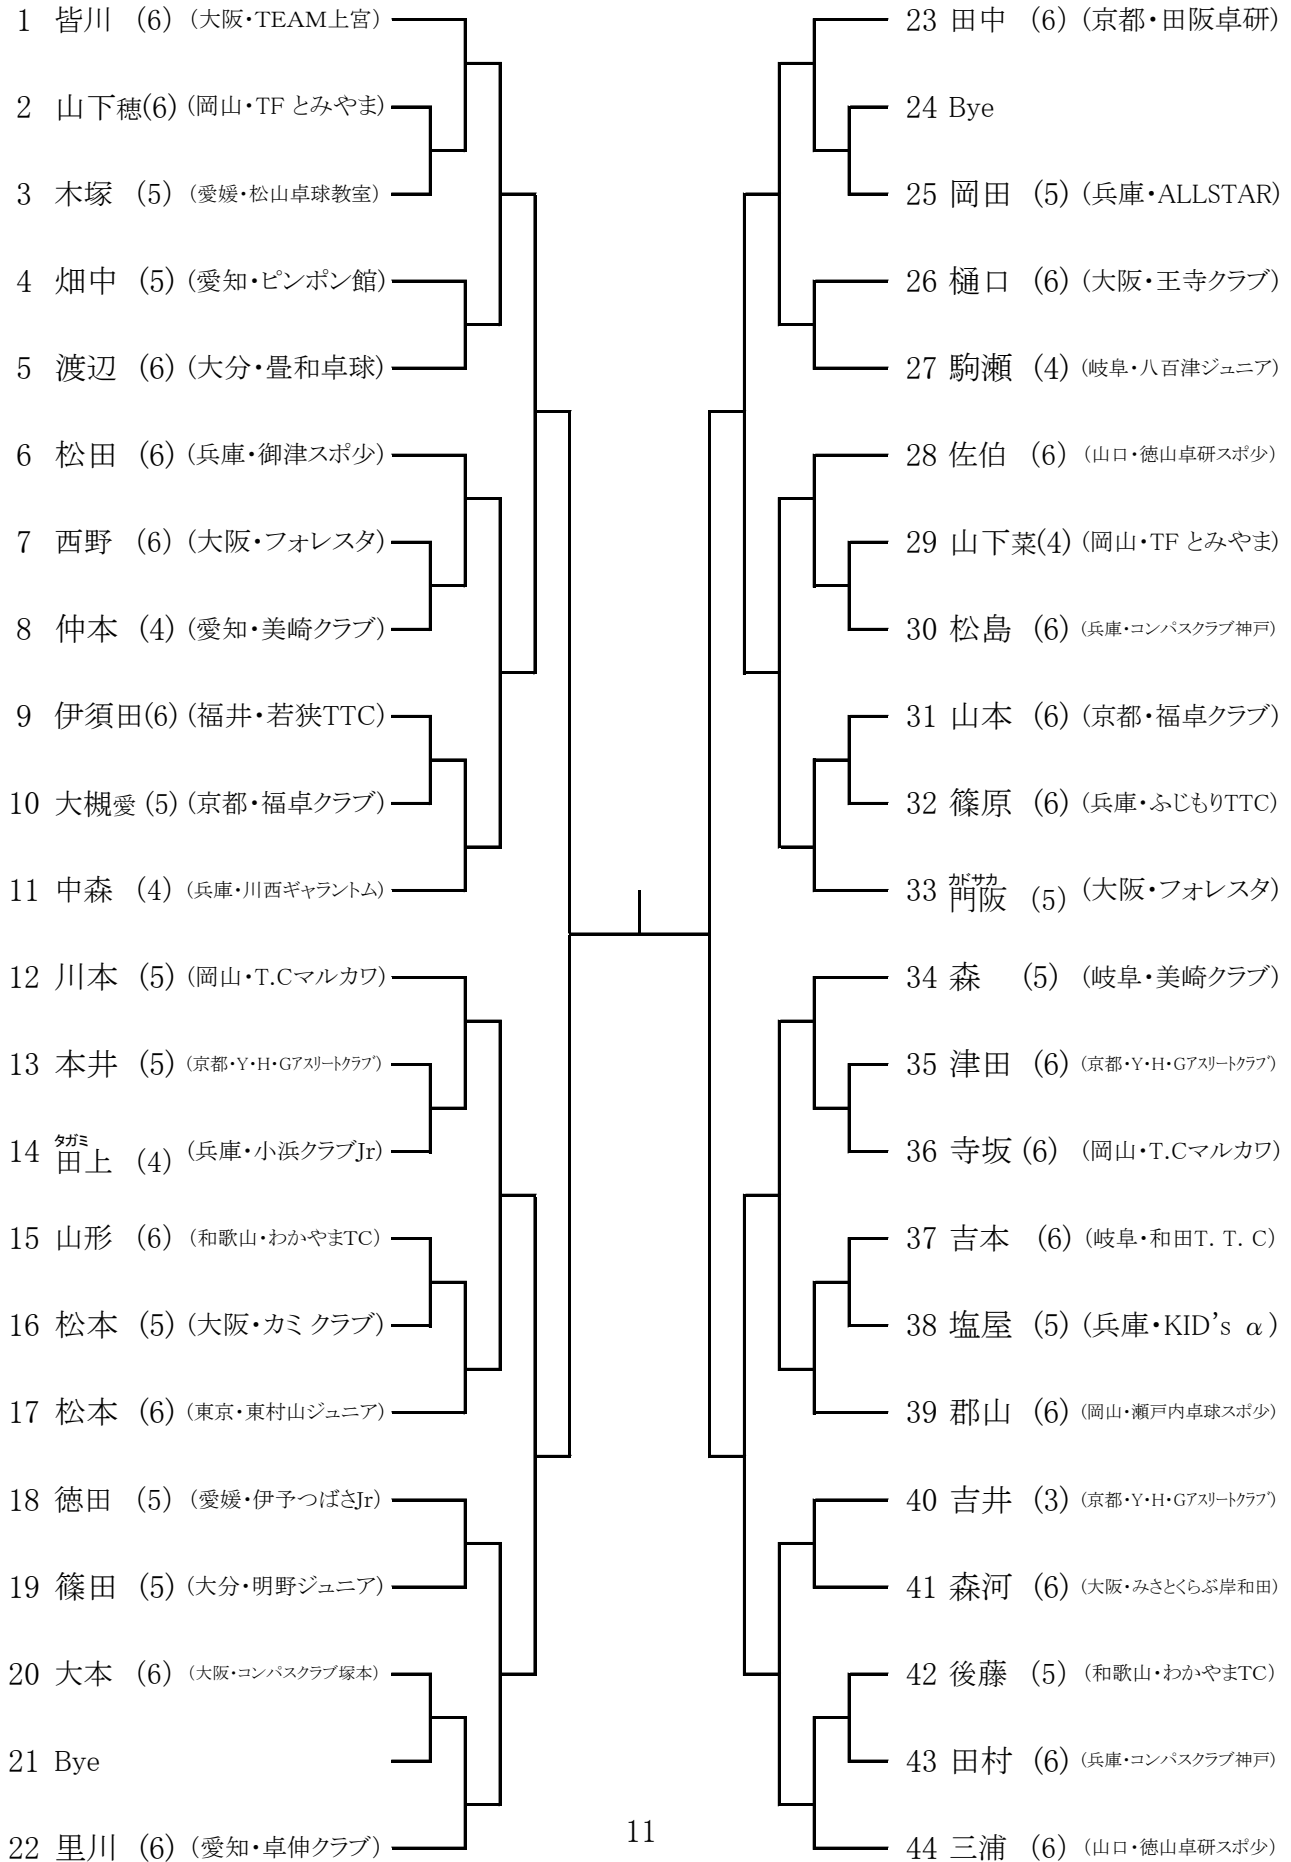 1 皆川 (6) (大阪・TEAM上宮)
2 山下穂(6) (岡山・TF とみやま)
3 木塚 (5) (愛媛・松山卓球教室)
4 畑中 (5) (愛知・ピンポン館)
5 渡辺 (6) (大分・畳和卓球)
6 松田 (6) (兵庫・御津スポ少)
7 西野 (6) (大阪・フォレスタ)
8 仲本 (4) (愛知・美崎クラブ)
9 伊須田(6) (福井・若狭TTC)
10 大槻愛 (5) (京都・福卓クラブ)
11 中森 (4) (兵庫・川西ギャラントム)
12 川本 (5) (岡山・T.Cマルカワ)
13 本井 (5) (京都・Y・H・Gアスリートクラブ)
タガミ
14 田上 (4) (兵庫・小浜クラブJr)
15 山形 (6) (和歌山・わかやまTC)
16 松本 (5) (大阪・カミ クラブ)
17 松本 (6) (東京・東村山ジュニア)
18 徳田 (5) (愛媛・伊予つばさJr)
19 篠田 (5) (大分・明野ジュニア)
20 大本 (6) (大阪・コンパスクラブ塚本)
21 Bye
22 里川 (6) (愛知・卓伸クラブ)
23 田中 (6) (京都・田阪卓研)
24 Bye
25 岡田 (5) (兵庫・ALLSTAR)
26 樋口 (6) (大阪・王寺クラブ)
27 駒瀬 (4) (岐阜・八百津ジュニア)
28 佐伯 (6) (山口・徳山卓研スポ少)
29 山下菜(4) (岡山・TF とみやま)
30 松島 (6) (兵庫・コンパスクラブ神戸)
31 山本 (6) (京都・福卓クラブ)
32 篠原 (6) (兵庫・ふじもりTTC)
ガサカ
33 門阪 (5) (大阪・フォレスタ)
34 森 (5) (岐阜・美崎クラブ)
35 津田 (6) (京都・Y・H・Gアスリートクラブ)
36 寺坂 (6) (岡山・T.Cマルカワ)
37 吉本 (6) (岐阜・和田T. T. C)
38 塩屋 (5) (兵庫・KID's α)
39 郡山 (6) (岡山・瀬戸内卓球スポ少)
40 吉井 (3) (京都・Y・H・Gアスリートクラブ)
41 森河 (6) (大阪・みさとくらぶ岸和田)
42 後藤 (5) (和歌山・わかやまTC)
43 田村 (6) (兵庫・コンパスクラブ神戸)
44 三浦 (6) (山口・徳山卓研スポ少)
11